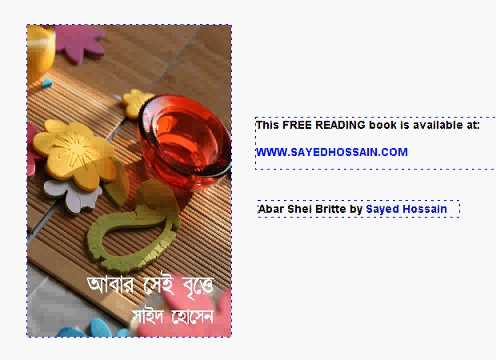 This FREE READING book is available at:
WWW.SAYEDHOSSAIN.COM
Abar Shei Britte by Sayed Hossain
আবার সেই বৃত্তে
সাইদ হোসেন